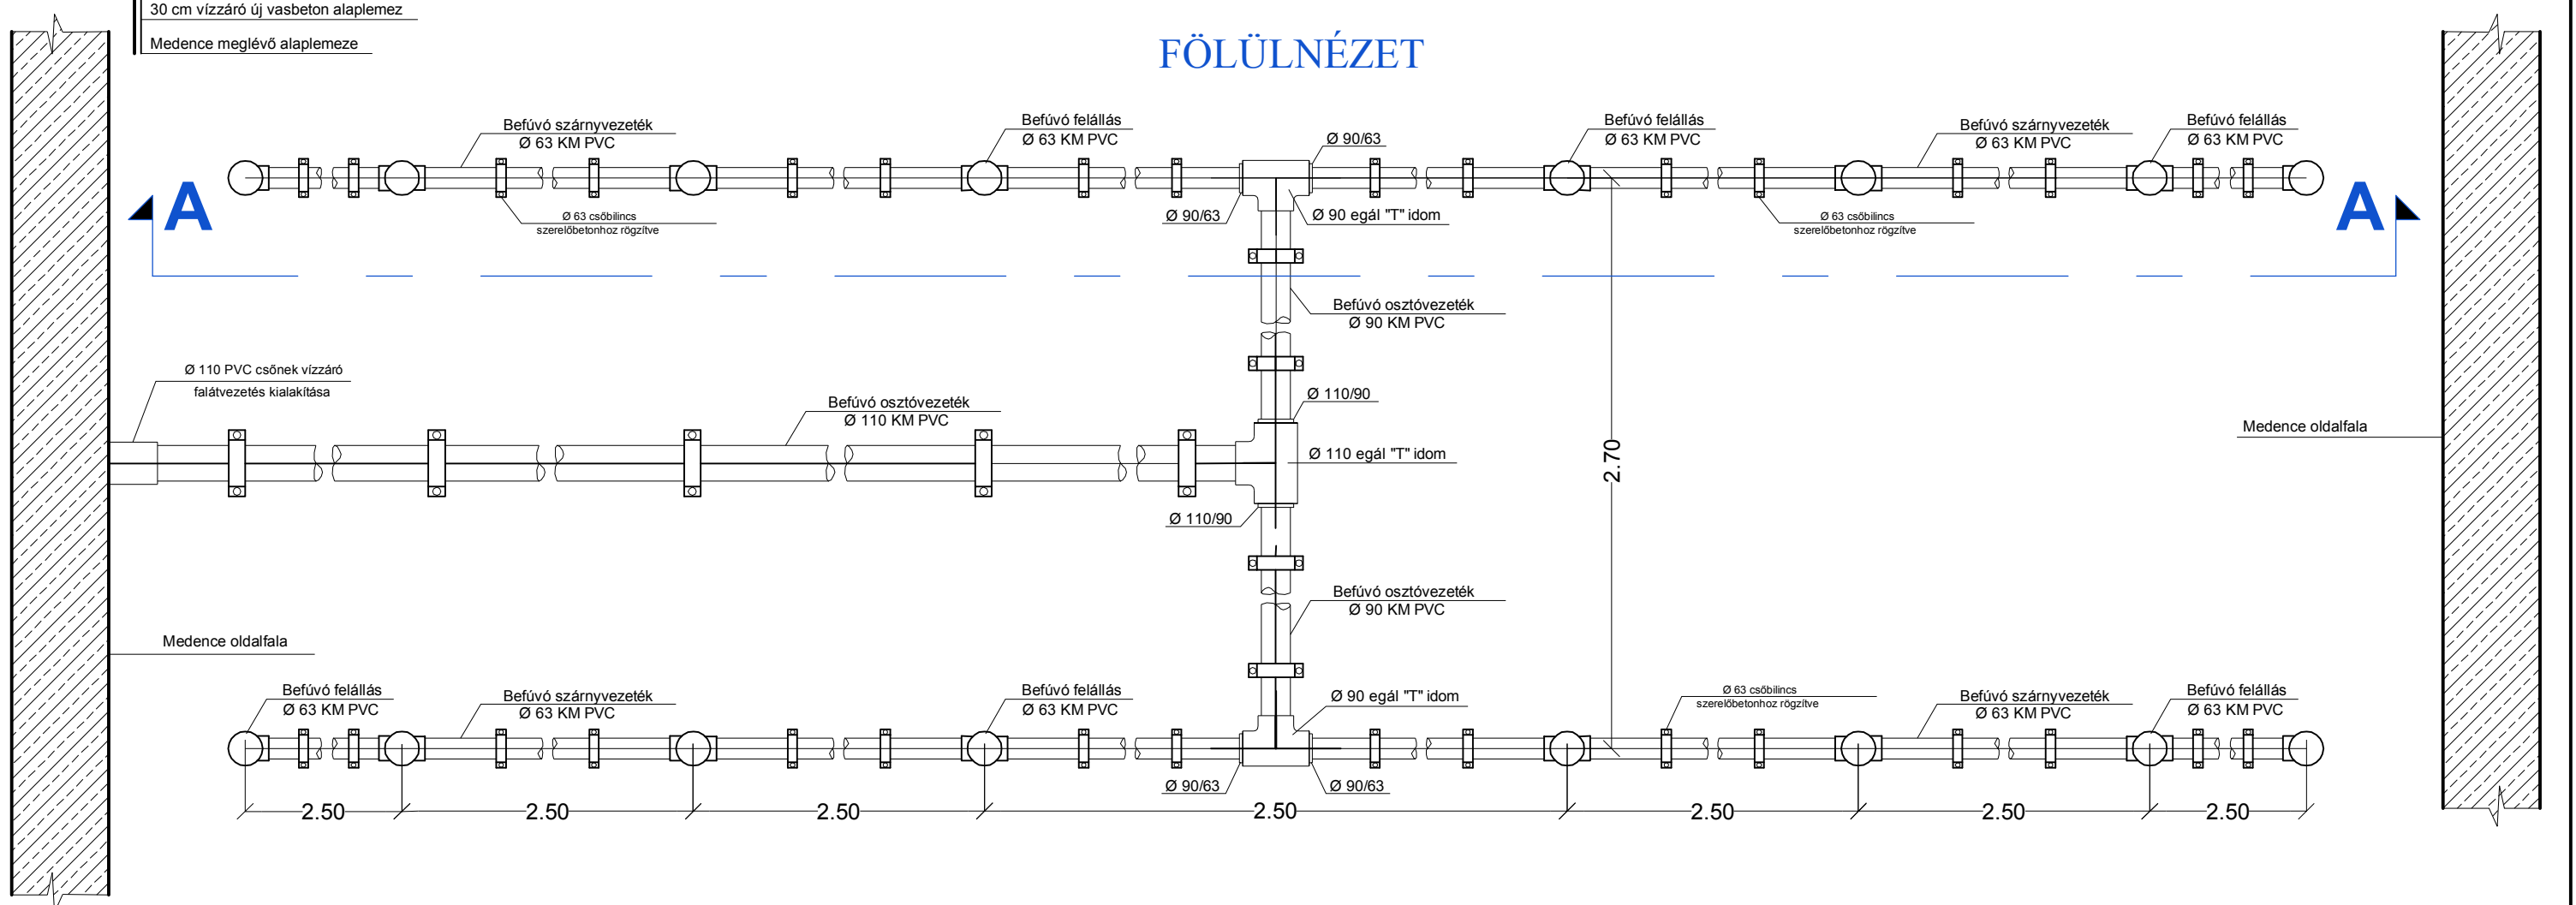 30 cm vízzáró új vasbeton alaplemez
Medence meglévő alaplemeze
FÖLÜLNÉZET
Befúvó szárnyvezeték
Ø 63 KM PVC
Befúvó felállás
Ø 63 KM PVC
Ø 90/63
Befúvó felállás
Ø 63 KM PVC
Befúvó szárnyvezeték
Ø 63 KM PVC
Befúvó felállás
Ø 63 KM PVC
A
Ø 63 csőbilincs
szerelőbetonhoz rögzítve
Ø 90/63
Ø 90 egál "T" idom
Ø 63 csőbilincs
szerelőbetonhoz rögzítve
A
Befúvó osztóvezeték
Ø 90 KM PVC
Ø 110 PVC csőnek vízzáró
falátvezetés kialakítása
Befúvó osztóvezeték
Ø 110 KM PVC
Ø 110/90
Ø 110 egál "T" idom
2.70
Medence oldalfala
Ø 110/90
Befúvó osztóvezeték
Ø 90 KM PVC
Medence oldalfala
Befúvó felállás
Ø 63 KM PVC
Befúvó szárnyvezeték
Ø 63 KM PVC
Befúvó felállás
Ø 63 KM PVC
Ø 90 egál "T" idom
Ø 63 csőbilincs
szerelőbetonhoz rögzítve
Befúvó szárnyvezeték
Ø 63 KM PVC
Befúvó felállás
Ø 63 KM PVC
Ø 90/63
Ø 90/63
2.50
2.50
2.50
2.50
2.50
2.50
2.50